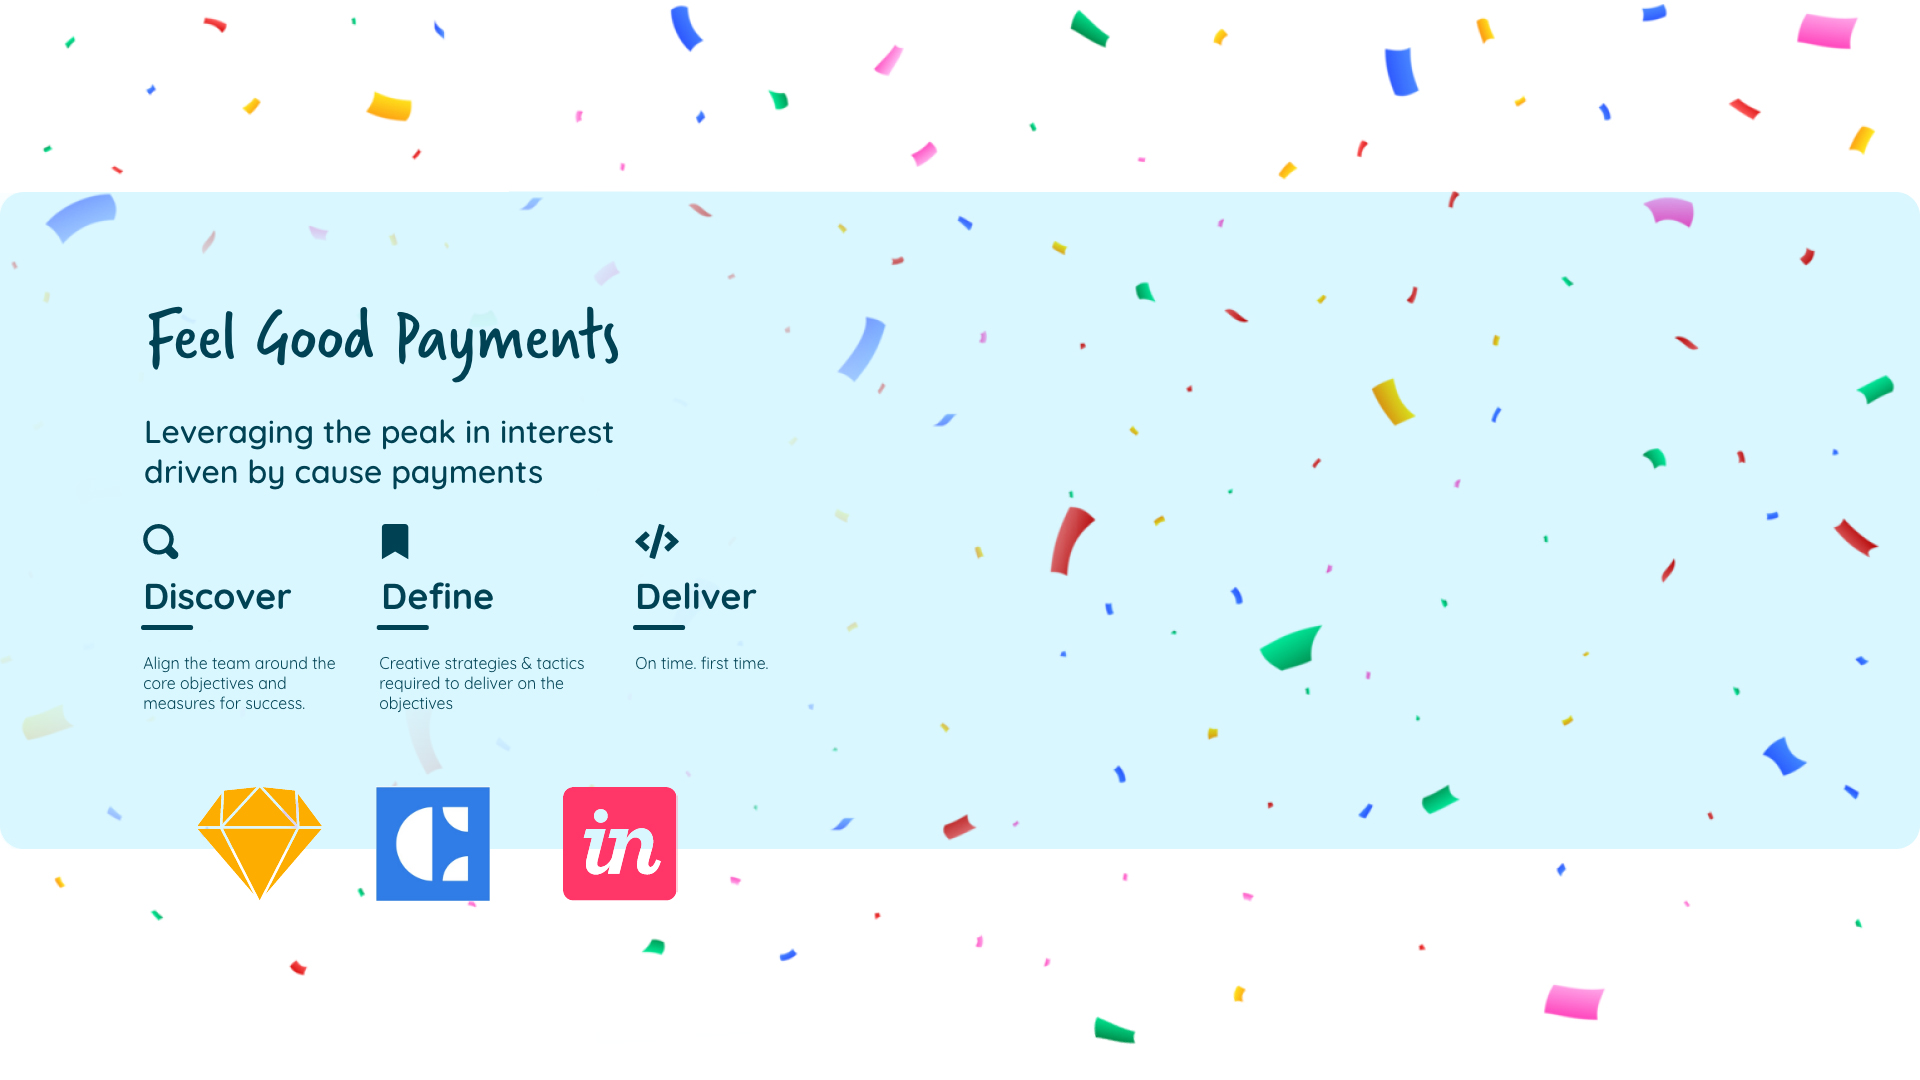 Feel Good Payments
Leveraging the peak in interest
driven by cause payments
Discover
Define
Deliver
Align the team around the
core objectives and
measures for success.
Creative strategies & tactics
required to deliver on the
objectives
On time. first time.
in